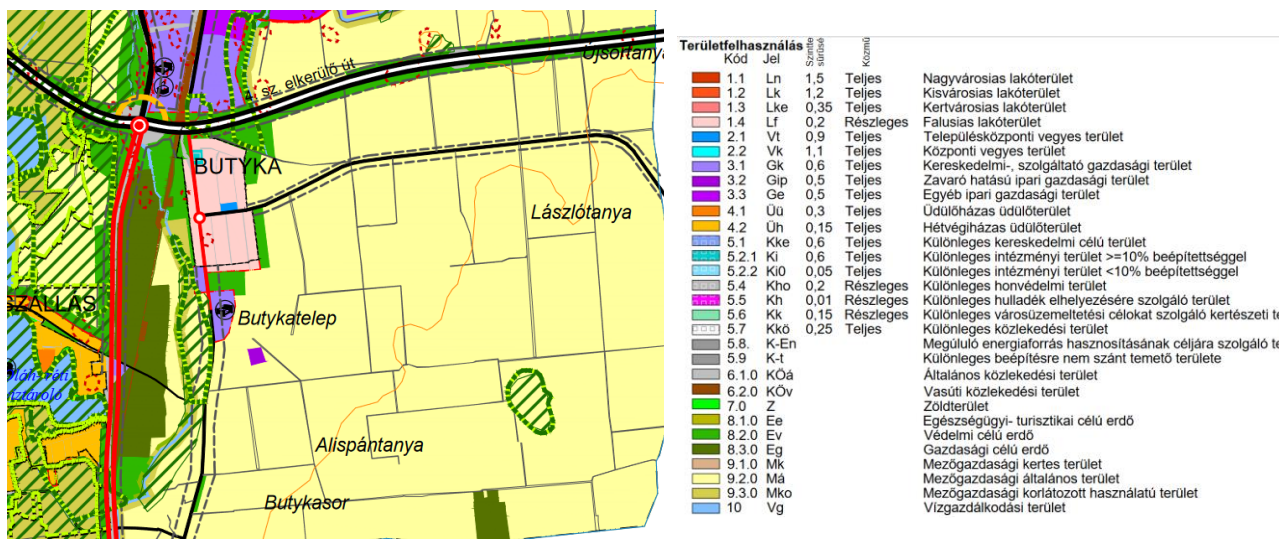 Újsortanya
4. sz. elkerülő út
BUTYKA
Lászlótanya
SZÁLLÁS
Butykatelep
Alispántanya
Butykasor
Területfelhasználás
Kód Jel Közmű
1.1 Ln 1,5 Teljes Nagyvárosias lakóterület
1.2 Lk 1,2 Teljes Kisvárosias lakóterület
1.3 Lke 0,35 Teljes Kertvárosias lakóterület
1.4 Lf 0,2 Részleges Falusias lakóterület
2.1 Vt 0,9 Teljes Településközponti vegyes terület
2.2 Vk 1,1 Teljes Központi vegyes terület
3.1 Gk 0,6 Teljes Kereskedelmi-, szolgáltató gazdasági terület
3.2 Gip 0,5 Teljes Zavaró hatású ipari gazdasági terület
3.3 Ge 0,5 Teljes Egyéb ipari gazdasági terület
4.1 Üü 0,3 Teljes Üdülőházas üdülőterület
4.2 Üh 0,15 Teljes Hétvégiházas üdülőterület
5.1 Kke 0,6 Teljes Különleges kereskedelmi célú terület
5.2.1 Ki 0,6 Teljes Különleges intézményi terület >=10% beépítettséggel
5.2.2 Ki0 0,05 Teljes Különleges intézményi terület <10% beépítettséggel
5.4 Kho 0,2 Részleges Különleges honvédelmi terület
5.5 Kh 0,01 Részleges Különleges hulladék elhelyezésére szolgáló terület
5.6 Kk 0,15 Részleges Különleges városüzemeltetési célokat szolgáló kertészeti te
5.7 Kkö 0,25 Teljes Különleges közlekedési terület
5.8. K-En Megúluló energiaforrás hasznosításának céljára szolgáló te
5.9 K-t Különleges beépítésre nem szánt temető területe
6.1.0 KÖá Általános közlekedési terület
6.2.0 KÖv Vasúti közlekedési terület
7.0 Z Zöldterület
8.1.0 Ee Egészségügyi- turisztikai célú erdő
8.2.0 Ev Védelmi célú erdő
8.3.0 Eg Gazdasági célú erdő
9.1.0 Mk Mezőgazdasági kertes terület
9.2.0 Má Mezőgazdasági általános terület
9.3.0 Mko Mezőgazdasági korlátozott használatú terület
10 Vg Vízgazdálkodási terület